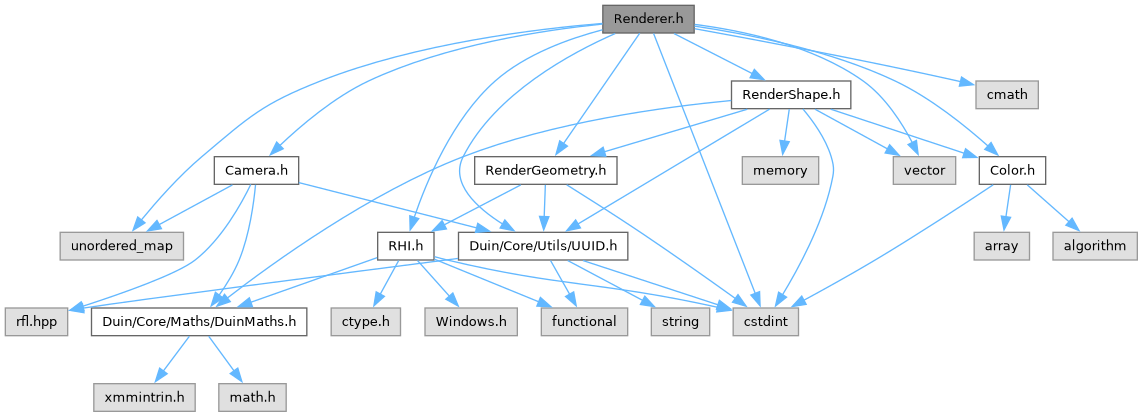 Renderer.h
RenderShape.h
cmath
Camera.h
RenderGeometry.h
memory
vector
Color.h
unordered_map
RHI.h
Duin/Core/Utils/UUID.h
array
algorithm
rfl.hpp
Duin/Core/Maths/DuinMaths.h
ctype.h
Windows.h
functional
string
cstdint
xmmintrin.h
math.h